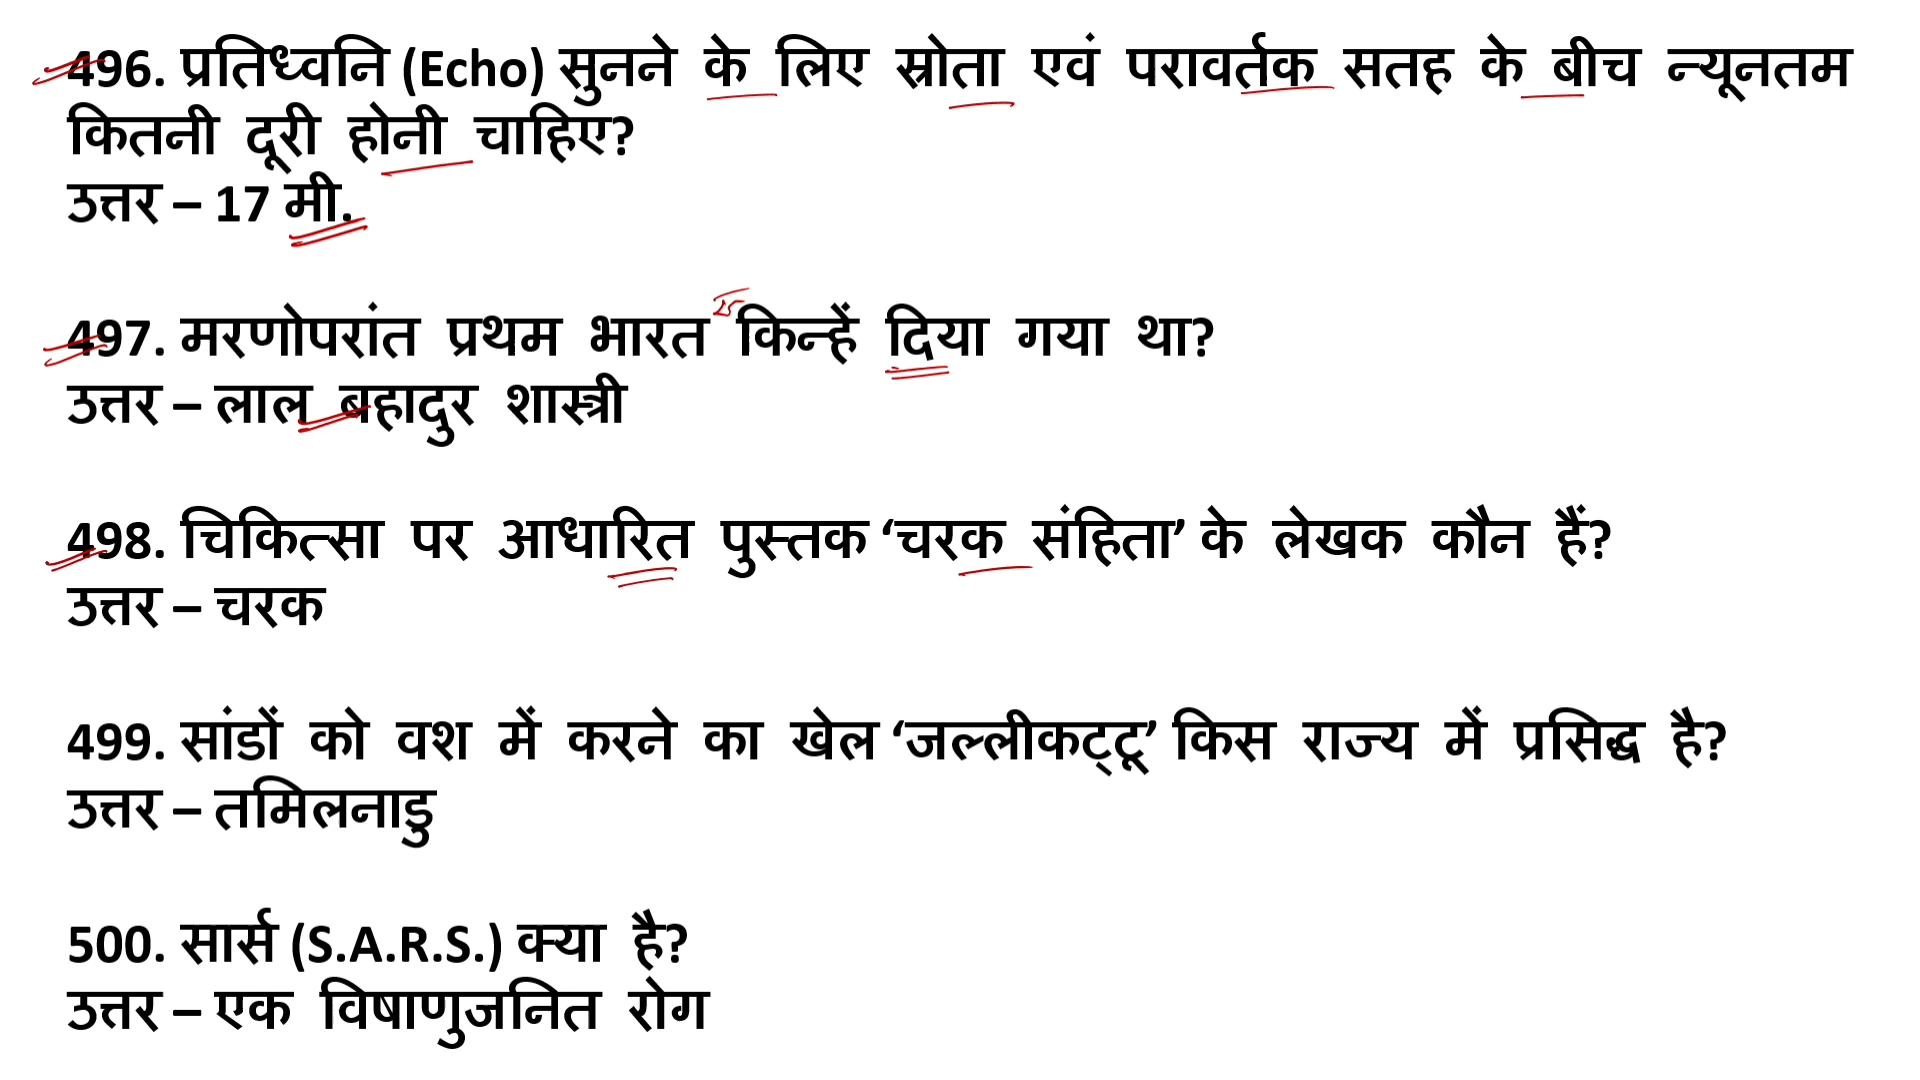 496. प्रतिध्वनि (Echo) सुनने के लिए स्रोता एवं परावर्तक सतह के बीच न्यूनतम
कितनी दूरी होनी चाहिए?
उत्तर – 17 मी.
497. मरणोपरांत प्रथम भारत किन्हें दिया गया था?
उत्तर – लाल बहादुर शास्त्री
498. चिकित्सा पर आधारित पुस्तक ‘चरक संहिता’ के लेखक कौन हैं?
उत्तर – चरक
499. सांडों को वश में करने का खेल ‘जल्लीकट्टू’ किस राज्य में प्रसिद्ध है?
उत्तर – तमिलनाडु
500. सार्स (S.A.R.S.) क्या है?
उत्तर – एक विषाणुजनित रोग